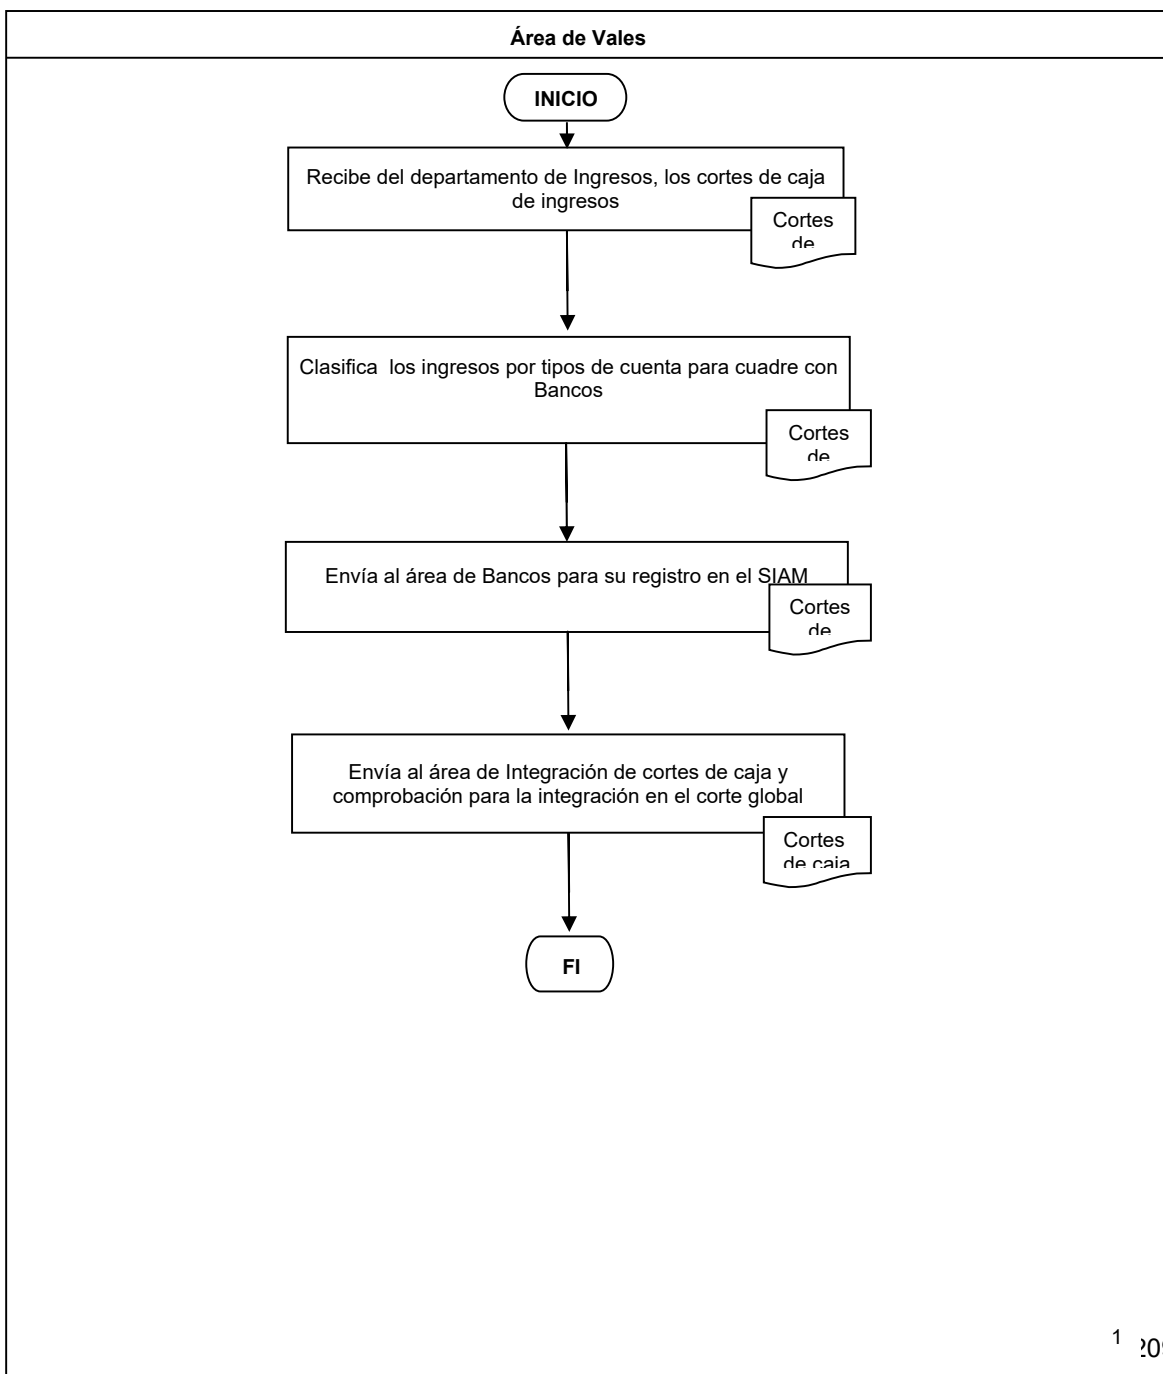 Área de Vales
INICIO
Recibe del departamento de Ingresos, los cortes de caja
de ingresos
Cortes
de
Clasifica los ingresos por tipos de cuenta para cuadre con
Bancos
Cortes
de
Envía al área de Bancos para su registro en el SIAM
Cortes
de
Envía al área de Integración de cortes de caja y
comprobación para la integración en el corte global
Cortes
de caja
FI
1